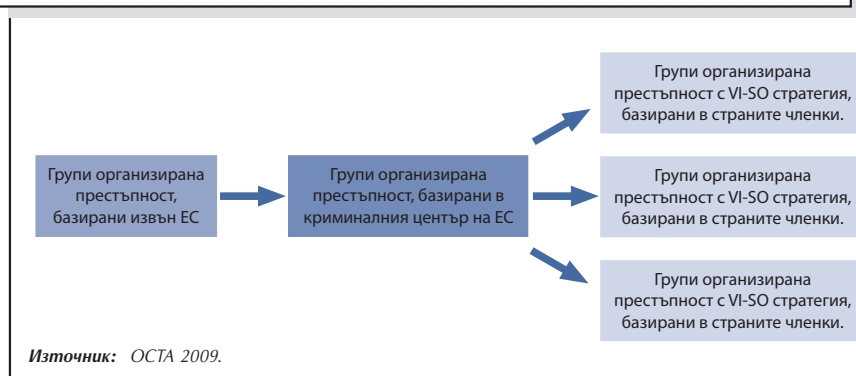 Групи организирана
престъпност,
базирани извън ЕС
Групи организирана
престъпност, базирани в
криминалния център на ЕС
Групи организирана
престъпност с VI-SO стратегия,
базирани в страните членки.
Групи организирана
престъпност с VI-SO стратегия,
базирани в страните членки.
Групи организирана
престъпност с VI-SO стратегия,
базирани в страните членки.
Източник: ОСТА 2009.